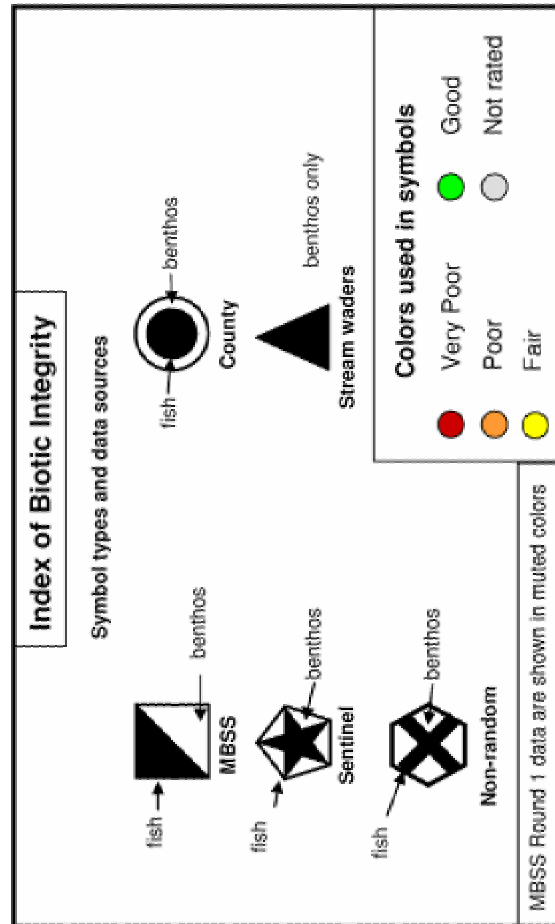 Index of Biotic Integrity
Symbol types and data sources
fish
benthos
MBSS
fish
benthos
County
fish
benthos
Sentinel
benthos only
Stream waders
fish
benthos
Non-random
Colors used in symbols
Very Poor
Good
Poor
Not rated
Fair
MBSS Round 1 data are shown in muted colors